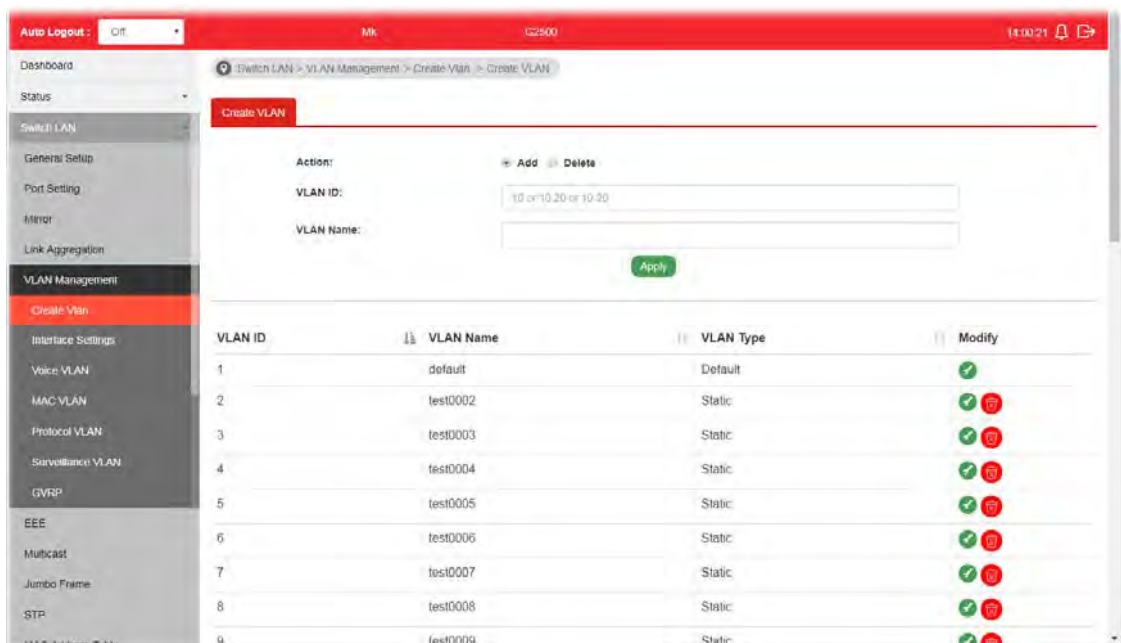 Auto Logout : Off Mk G2500 14:00:21
Dashboard
Switch LAN > VLAN Management > Create Vlan > Create VLAN
Status
Create VLAN
Switch LAN
General Setup
Action: Add Delete
Port Setting
VLAN ID: 10 or 10,20 or 10-20
Mirror
VLAN Name:
Link Aggregation
Apply
VLAN Management
Create Vlan
Interface Settings
Voice VLAN
MAC VLAN
Protocol VLAN
Surveillance VLAN
GVRP
EEE
Multicast
Jumbo Frame
STP
VLAN ID VLAN Name VLAN Type Modify
1 default Default
2 test0002 Static
3 test0003 Static
4 test0004 Static
5 test0005 Static
6 test0006 Static
7 test0007 Static
8 test0008 Static
9 test0009 Static